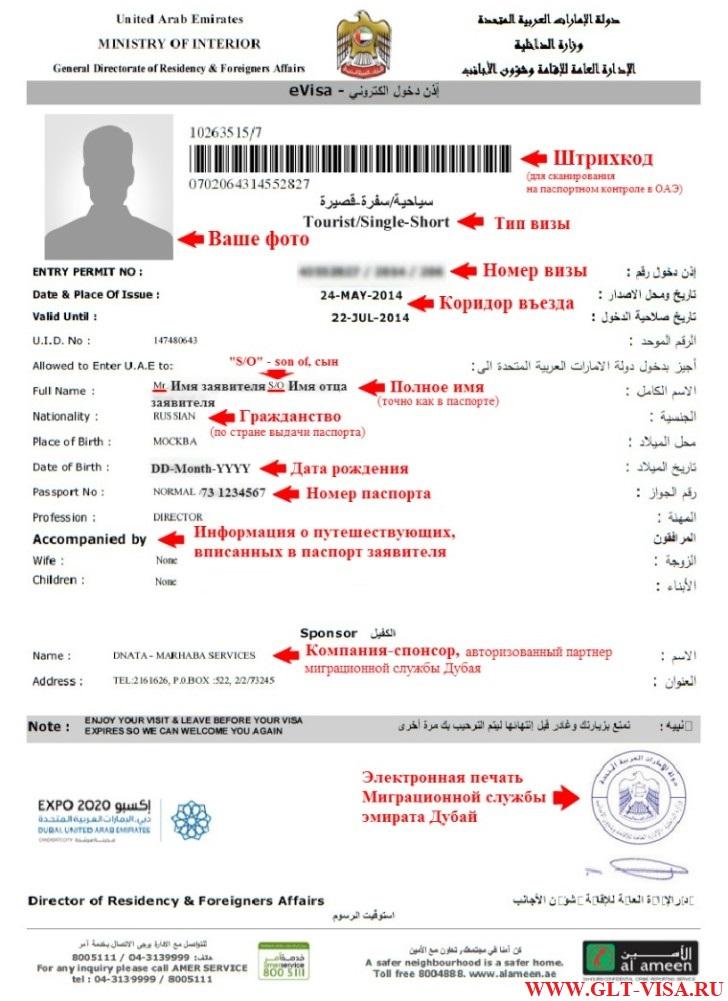 United Arab Emirates
MINISTRY OF INTERIOR
General Directorate of Residency & Foreigners Affairs
دولة الإمارات العربية المتحدة
وزارة الداخلية
الإدارة العامة للإقامة وشؤون الأجانب
eVisa - إذن دخول الكتروني
10263515/7
0702064314552827
Штрихкод
(для сканирования
на паспортном контроле в ОАЭ)
سياحية/سفرة-قصيرة
Tourist/Single-Short
Тип визы
Ваше фото
ENTRY PERMIT NO :
Номер визы
إذن دخول رقم :
Date & Place Of Issue :
24-MAY-2014
تاريخ ومحل الاصدار :
Коридор въезда
Valid Until :
22-JUL-2014
تاريخ صلاحية الدخول :
U.I.D. No :
147480643
الرقم الموحد :
Allowed to Enter U.A.E to:
"S/O" - son of, сын
أجيز بدخول دولة الامارات العربية المتحدة الى:
Full Name :
Mr. Имя заявителя S/O Имя отца
заявителя
Полное имя
(точно как в паспорте)
الاسم الكامل :
Nationality :
RUSSIAN
Гражданство
(по стране выдачи паспорта)
الجنسية :
Place of Birth :
МОСКВА
محل الميلاد :
Date of Birth :
DD-Month-YYYY
Дата рождения
تاريخ الميلاد :
Passport No :
NORMAL /73 1234567
Номер паспорта
رقم الجواز :
Profession :
DIRECTOR
المهنة :
Accompanied by
Информация о путешествующих,
вписанных в паспорт заявителя
المرافقون
Wife :
None
الزوجة :
Children :
None
الأبناء :
Sponsor الكفيل
Name :
DNATA - MARHABA SERVICES
Компания-спонсор, авторизованный партнер
миграционной службы Дубая
الاسم :
Address :
TEL:2161626, P.O.BOX :522, 2/2/73245
العنوان :
Note :
ENJOY YOUR VISIT & LEAVE BEFORE YOUR VISA
EXPIRES SO WE CAN WELCOME YOU AGAIN
تمتع بزيارتك وغادر قبل إنتهائها ليتم الترحيب بك مرة أخرى
Электронная печать
Миграционной службы
эмирата Дубай
EXPO 2020 إكسبو
دبي، الإمارات العربية المتحدة
DUBAI, UNITED ARAB EMIRATES
CANDIDATE CITY مدينة مرشحة
Director of Residency & Foreigners Affairs
استوفيت الرسوم
للتواصل مع الادارة يرجى الاتصال بخدمة آمر
هاتف: 04-3139999 / 8005111
For any inquiry please call AMER SERVICE
tel : 04-3139999 / 8005111
خدمة آمر
amer service
800 5111
كن آمنا في مجتمعك, تعاون مع الأمين
A safer neighbourhood is a safer home.
Toll free 8004888. www.alameen.ae
الأمين
al ameen
WWW.GLT-VISA.RU